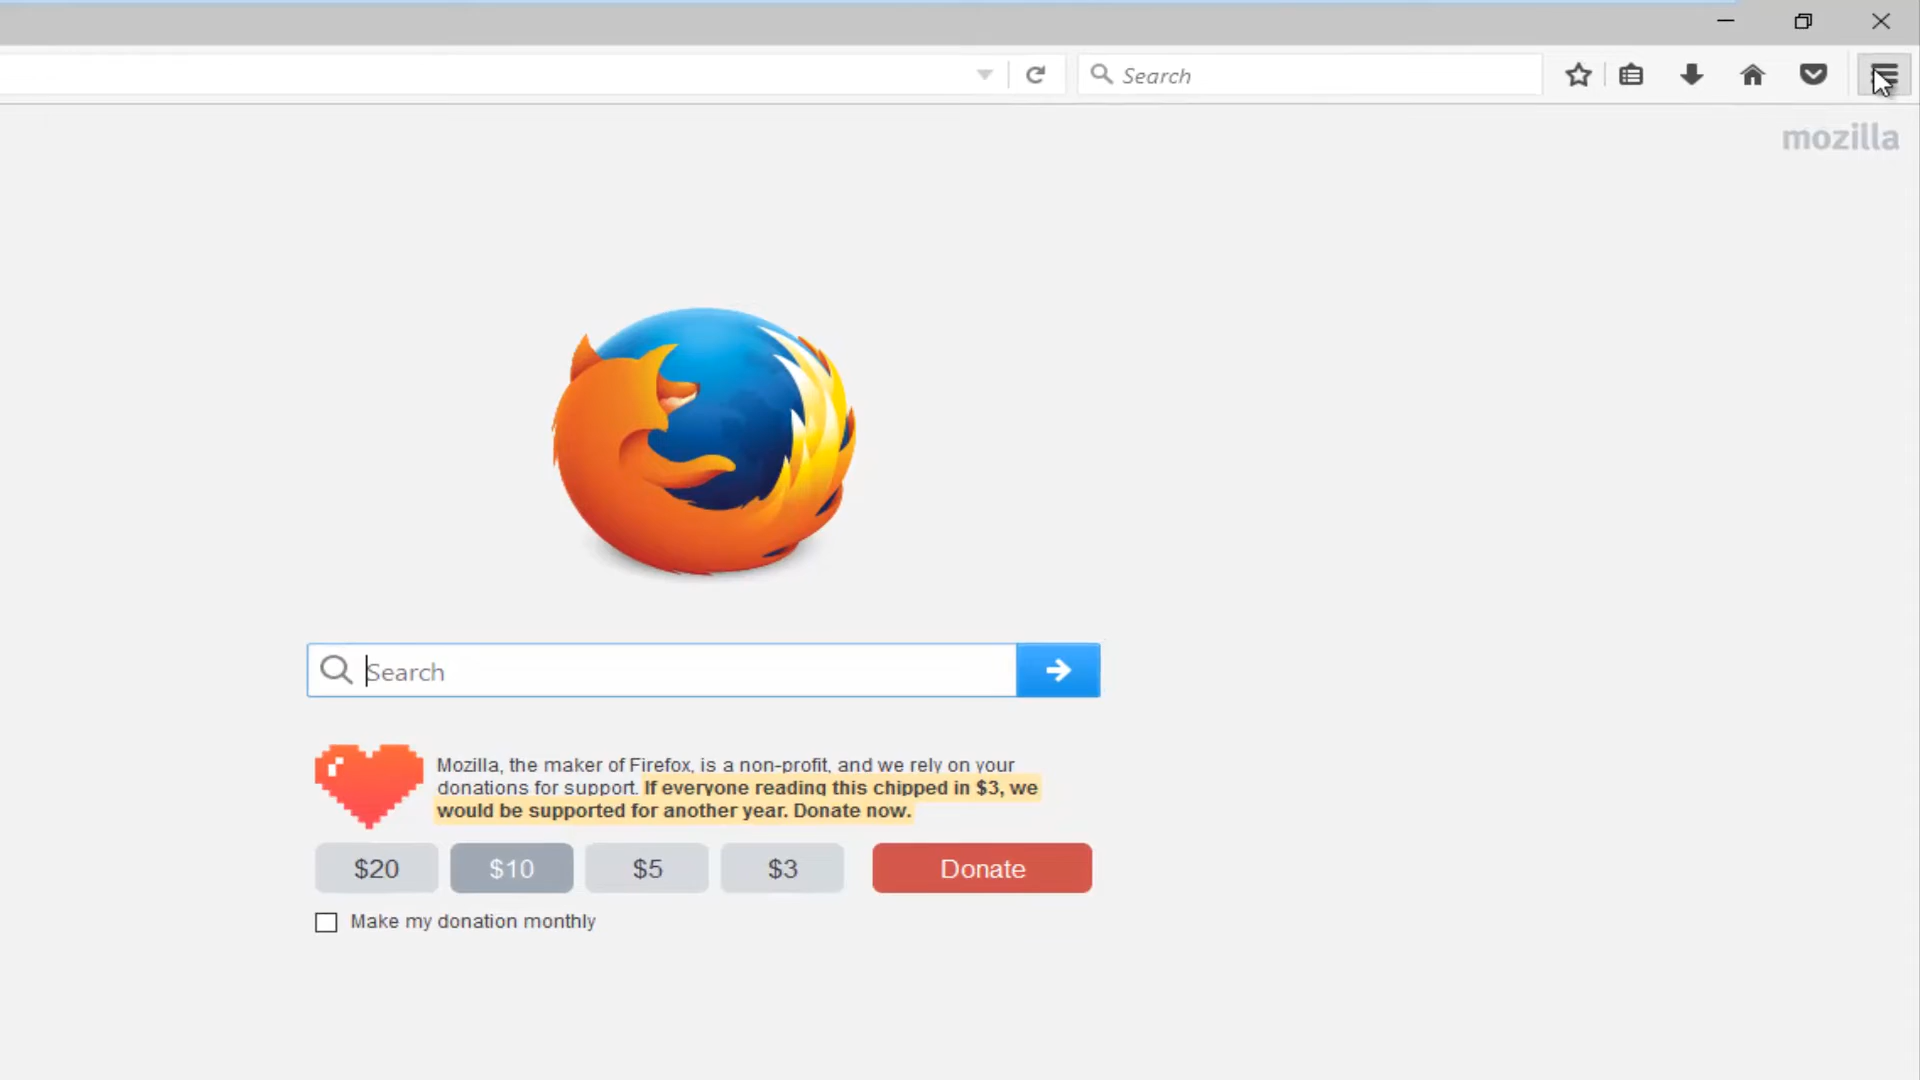 Search
mozilla
Search
Mozilla, the maker of Firefox, is a non-profit, and we rely on your
donations for support. If everyone reading this chipped in $3, we
would be supported for another year. Donate now.
$20 $10 $5 $3 Donate
Make my donation monthly